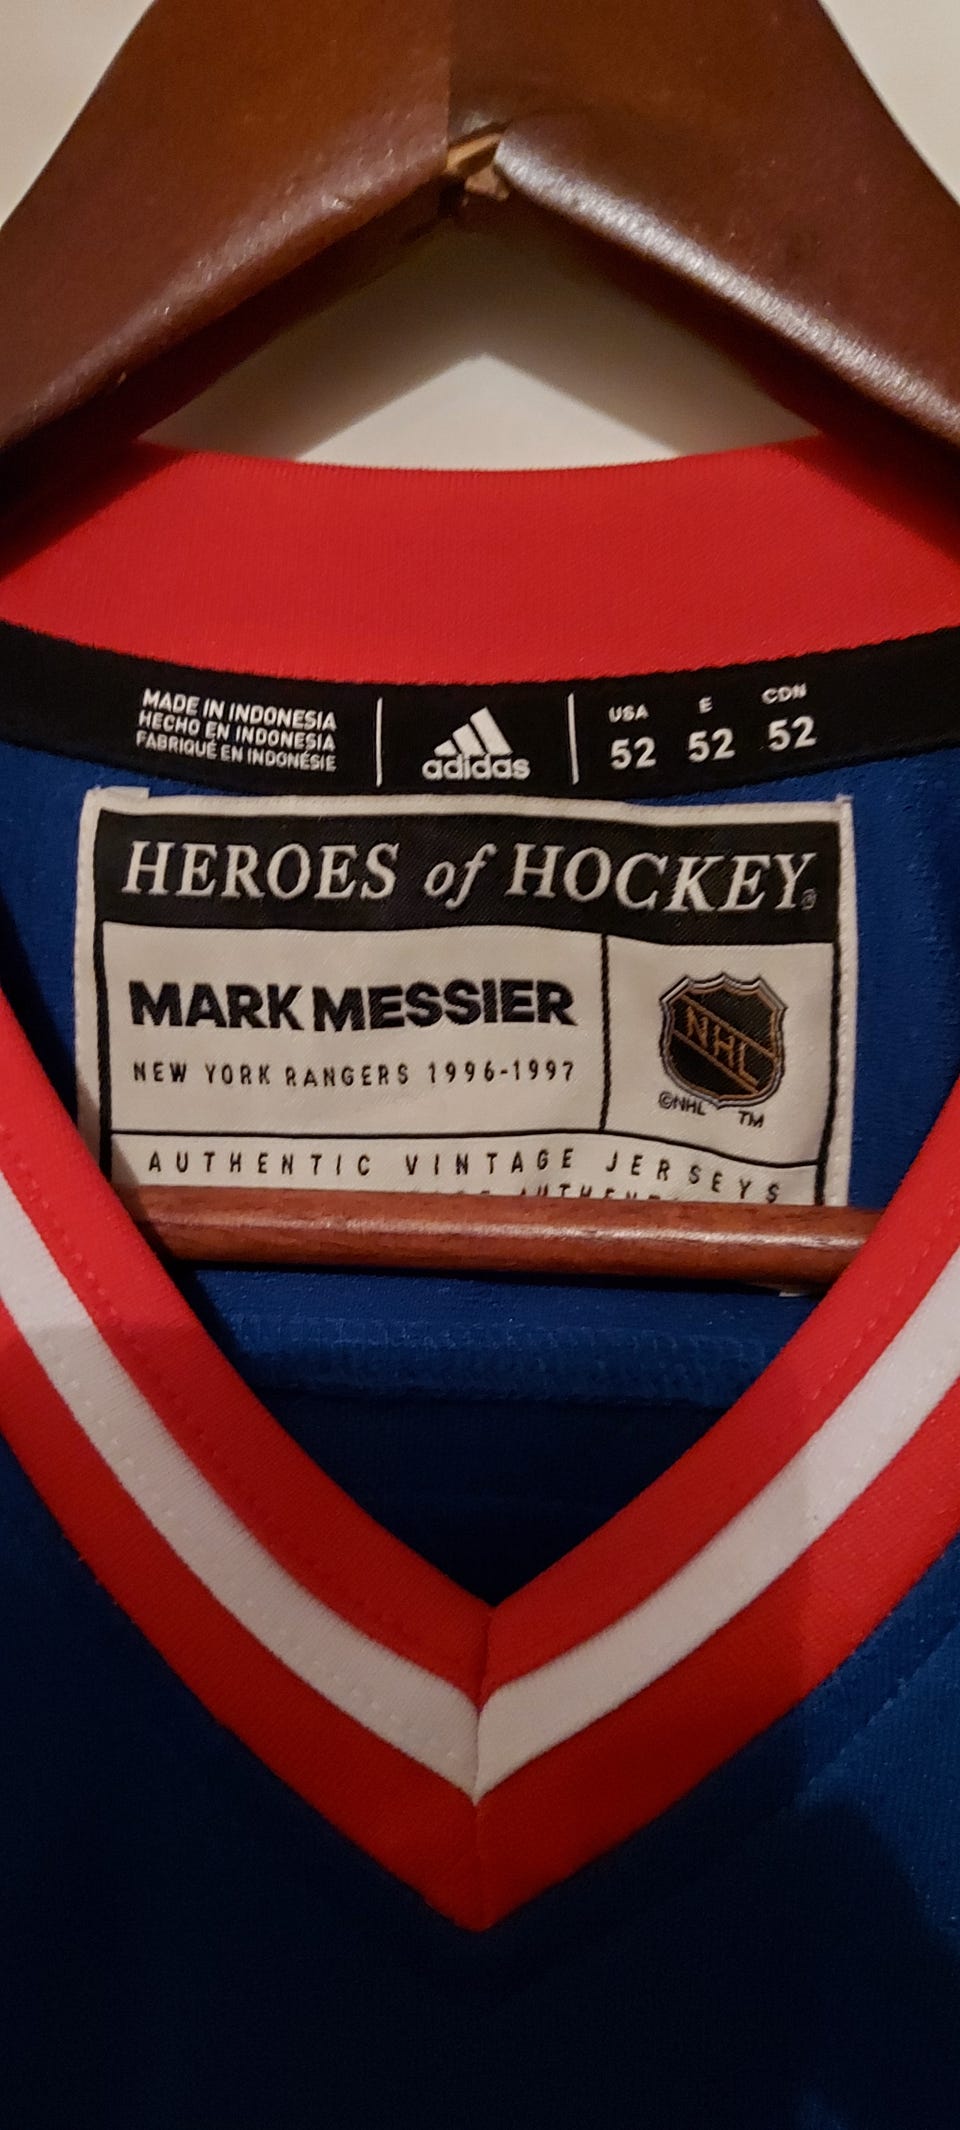 MADE IN INDONESIA
HECHO EN INDONESIA
FABRIQUÉ EN INDONÉSIE
adidas
USA E CDN
52 52 52
HEROES of HOCKEY®
MARK MESSIER
NEW YORK RANGERS 1996-1997
NHL
©NHL TM
AUTHENTIC VINTAGE JERSEYS